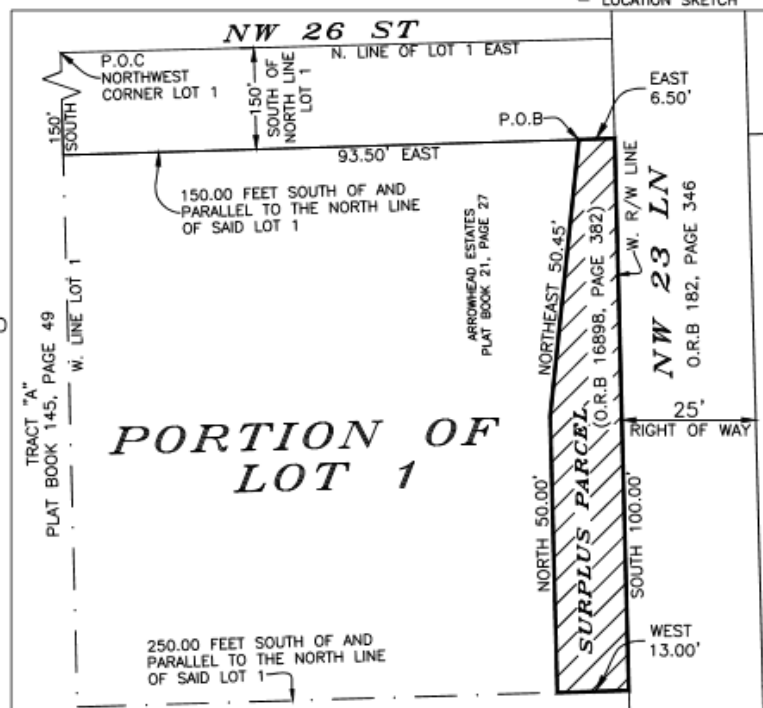 LOCATION SKETCH
NW 26 ST
N. LINE OF LOT 1 EAST
P.O.C
NORTHWEST
CORNER LOT 1
150'
SOUTH
150'
SOUTH OF
NORTH LINE
LOT 1
EAST
6.50'
P.O.B
93.50' EAST
150.00 FEET SOUTH OF AND
PARALLEL TO THE NORTH LINE
OF SAID LOT 1
ARROWHEAD ESTATES
PLAT BOOK 21, PAGE 27
NORTHEAST 50.45'
(O.R.B 16898, PAGE 382)
W. R/W LINE
NW 23 LN
O.R.B 182, PAGE 346
TRACT "A"
PLAT BOOK 145, PAGE 49
W. LINE LOT 1
PORTION OF
LOT 1
25'
RIGHT OF WAY
NORTH 50.00'
SURPLUS PARCEL
SOUTH 100.00'
250.00 FEET SOUTH OF AND
PARALLEL TO THE NORTH LINE
OF SAID LOT 1
WEST
13.00'